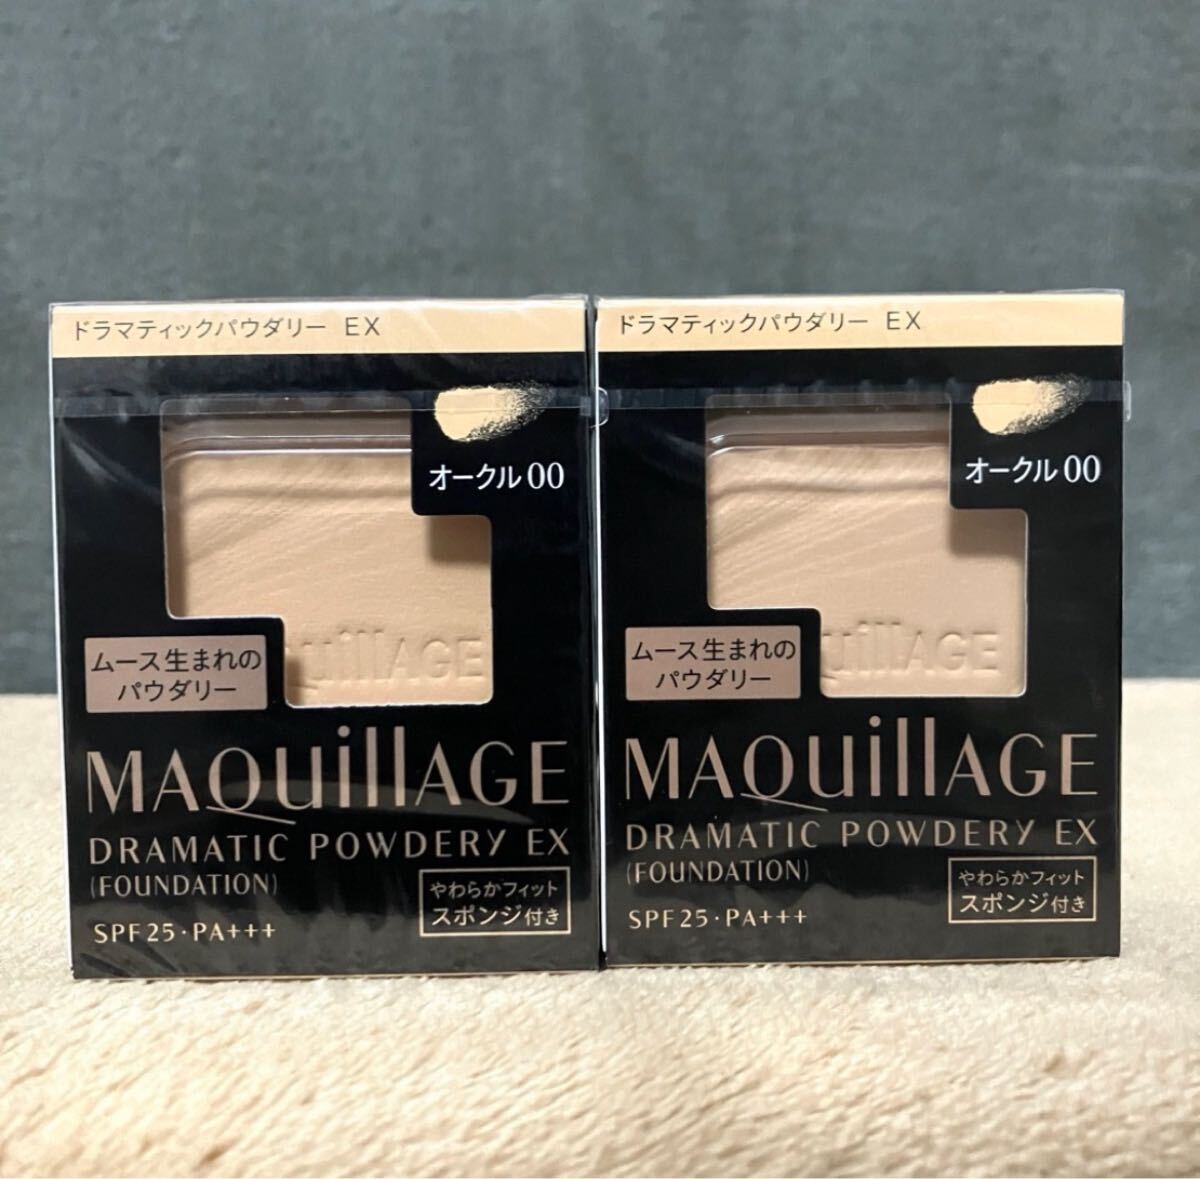 ドラマティックパウダリー EX
オークル00
ムース生まれの
パウダリー
uillAGE
MAQuillAGE
DRAMATIC POWDERY EX
(FOUNDATION)
やわらかフィット
スポンジ付き
SPF25・PA+++
ドラマティックパウダリー EX
オークル00
ムース生まれの
パウダリー
uillAGE
MAQuillAGE
DRAMATIC POWDERY EX
(FOUNDATION)
やわらかフィット
スポンジ付き
SPF25・PA+++